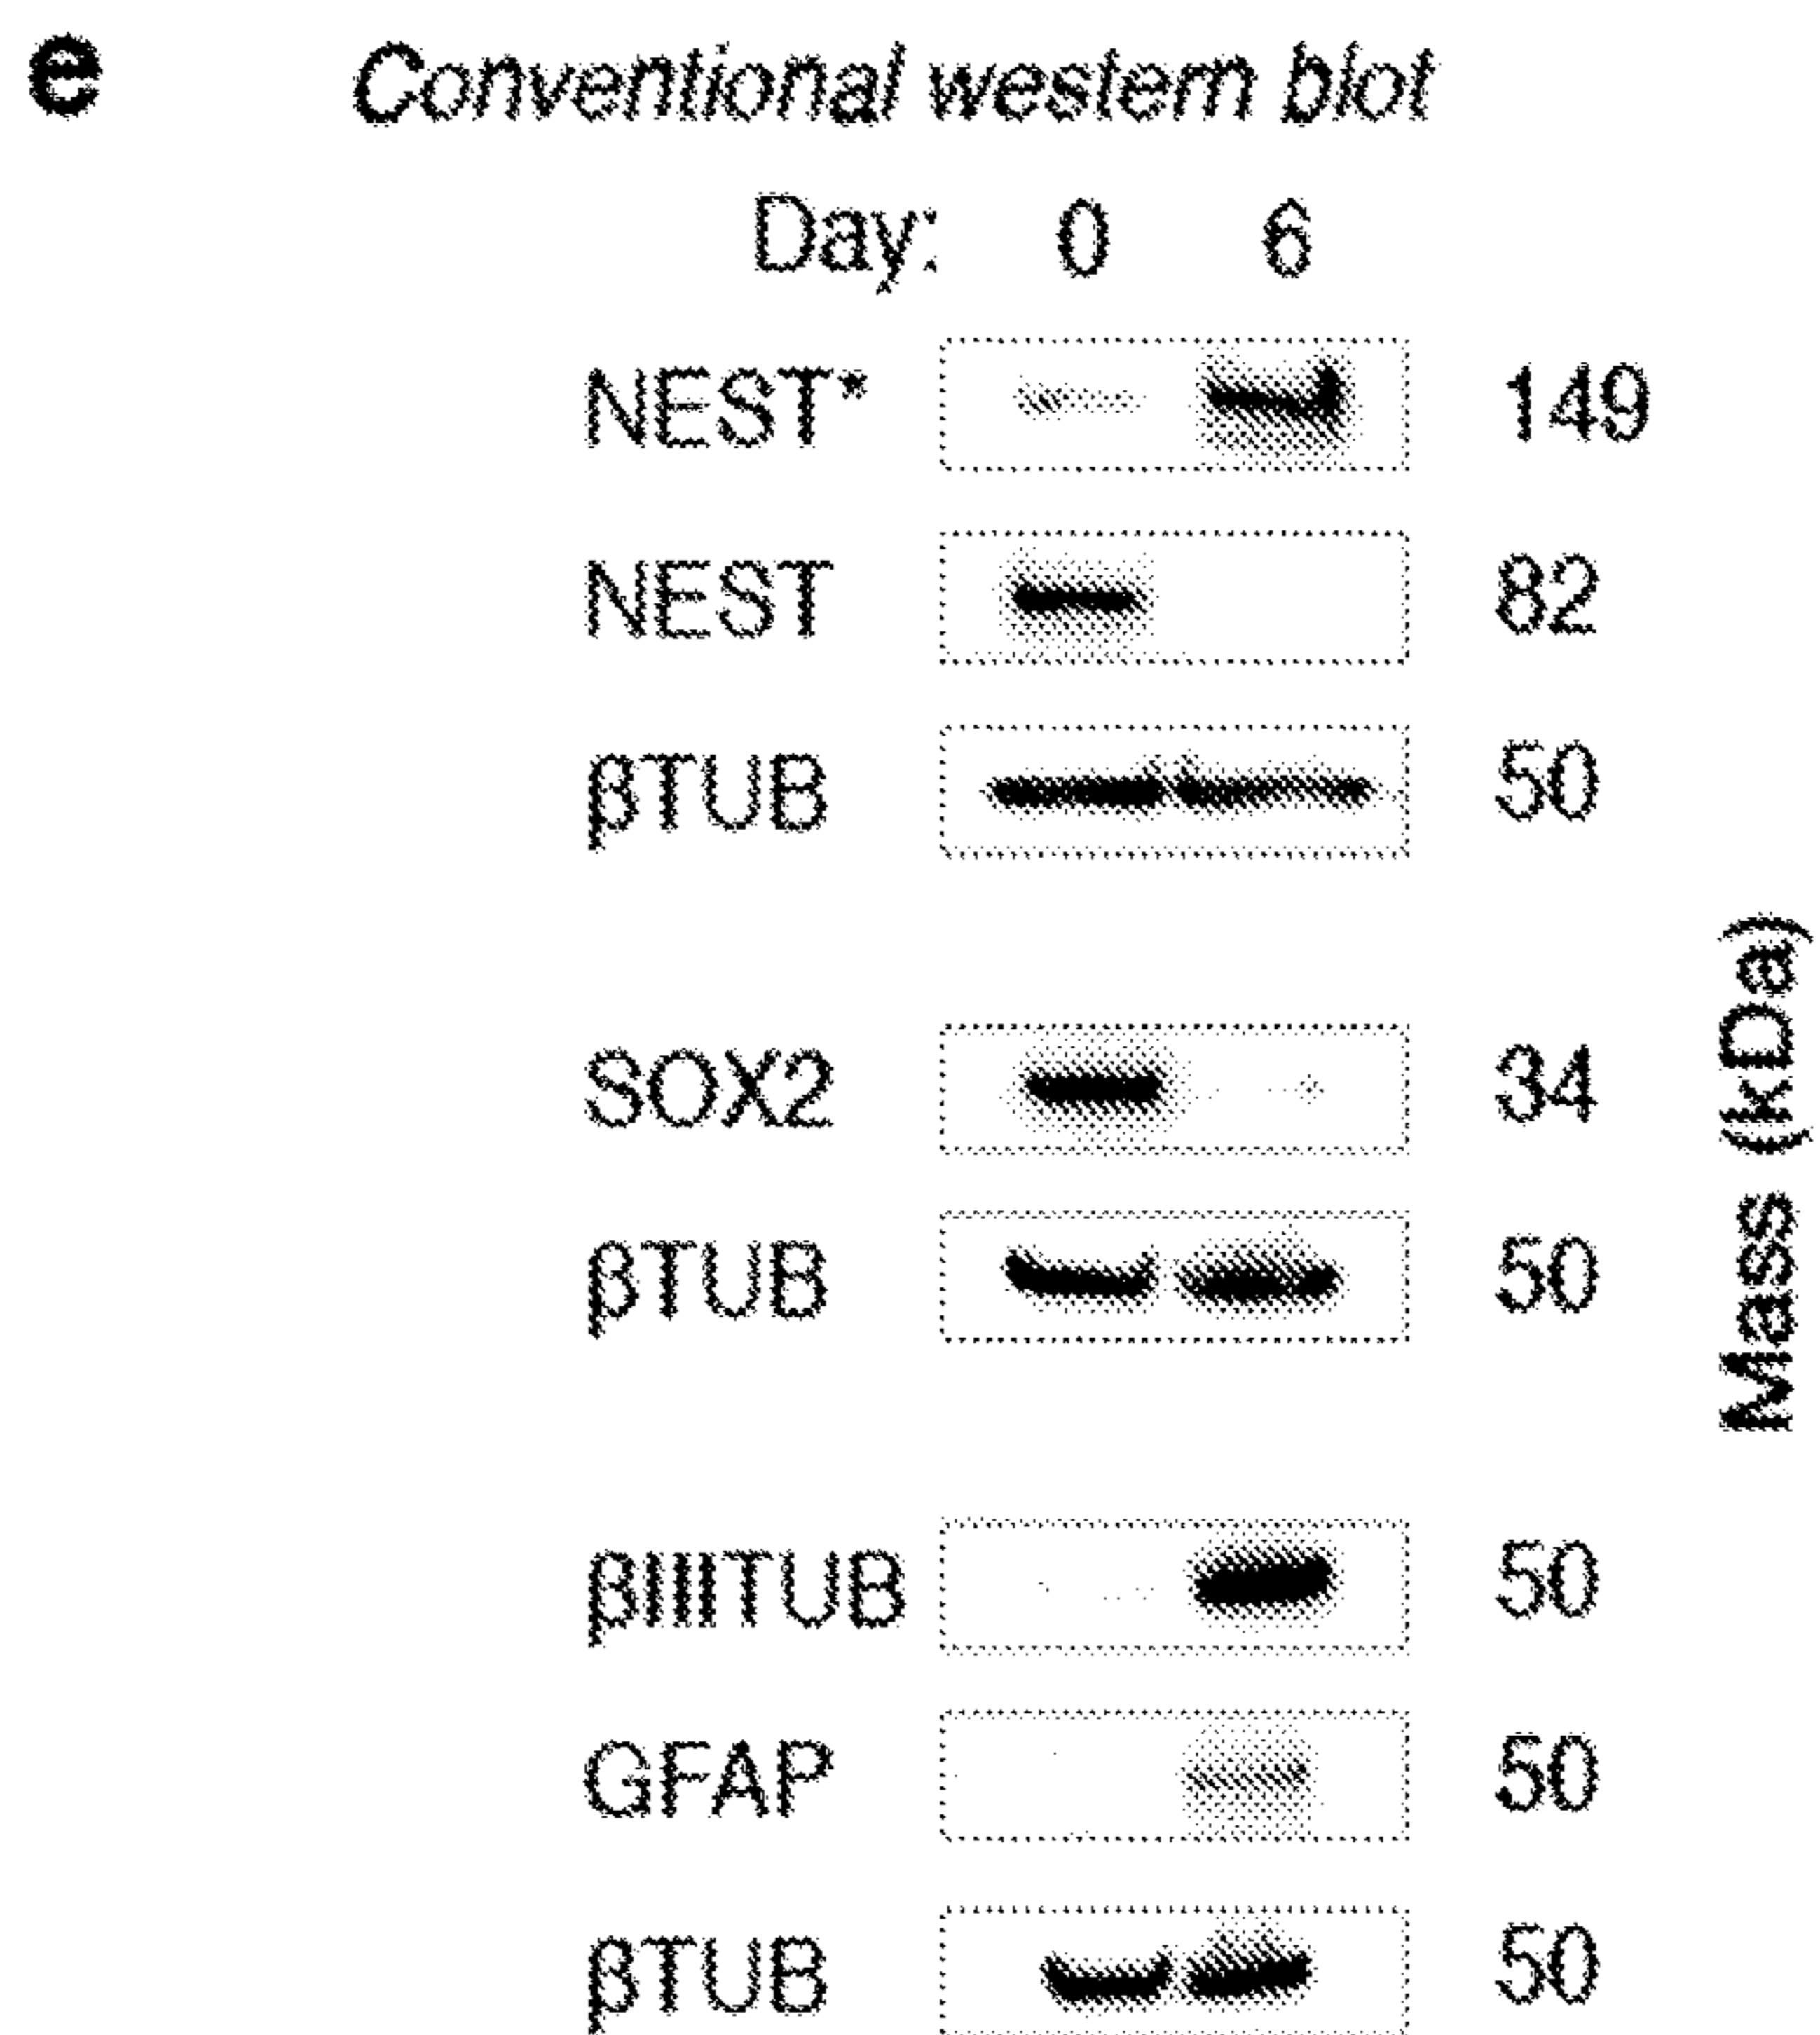 e Conventional western blot
Day: 0 6
NEST* 149
NEST 82
βTUB 50
SOX2 34
βTUB 50
Mass (kDa)
βIIITUB 50
GFAP 50
βTUB 50